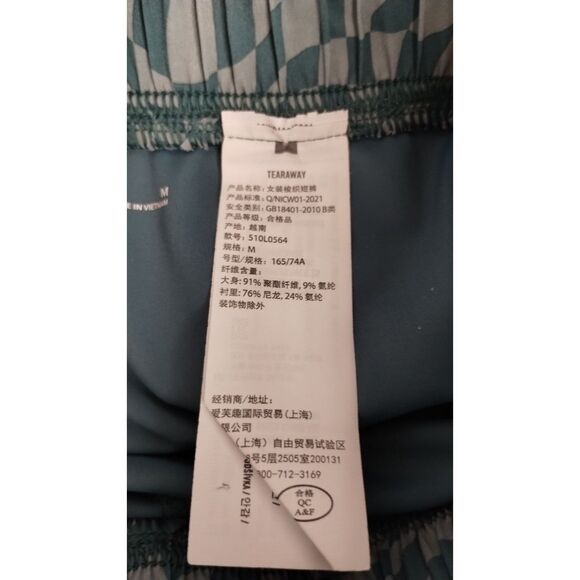 M
E IN VIETNAM
TEARAWAY
产品名称：女装梭织短裤
产品标准：Q/NICW01-2021
安全类别：GB18401-2010 B类
产品等级：合格品
产地：越南
款号：510L0564
规格：M
号型/规格：165/74A
纤维含量：
大身：91% 聚酯纤维, 9% 氨纶
衬里：76% 尼龙, 24% 氨纶
装饰物除外
经销商/地址：
爱芙趣国际贸易(上海)
有限公司
(上海) 自由贸易试验区
号5层2505室200131
00-712-3169
合格
QC
A&F